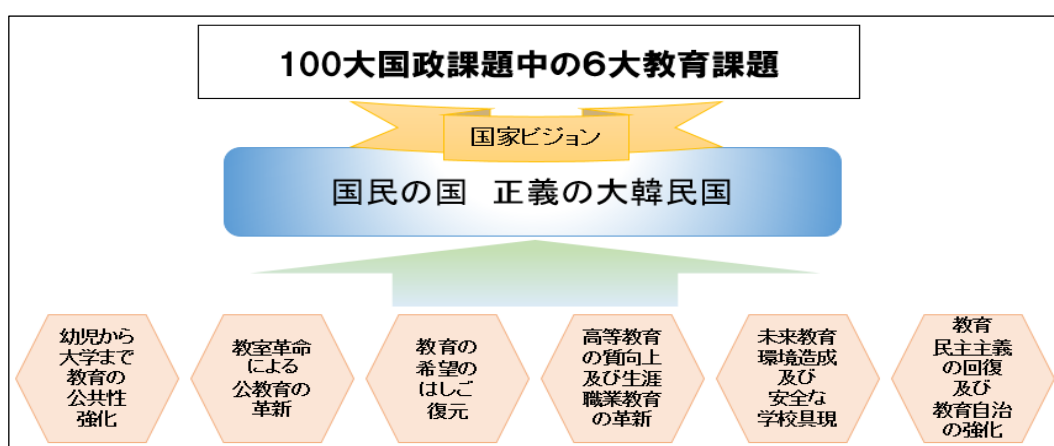 100大国政課題中の6大教育課題
国家ビジョン
国民の国 正義の大韓民国
幼児から
大学まで
教育の
公共性
強化
教室革命
による
公教育の
革新
教育の
希望の
はしご
復元
高等教育
の質向上
及び生涯
職業教育
の革新
未来教育
環境造成
及び
安全な
学校具現
教育
民主主義
の回復
及び
教育自治
の強化